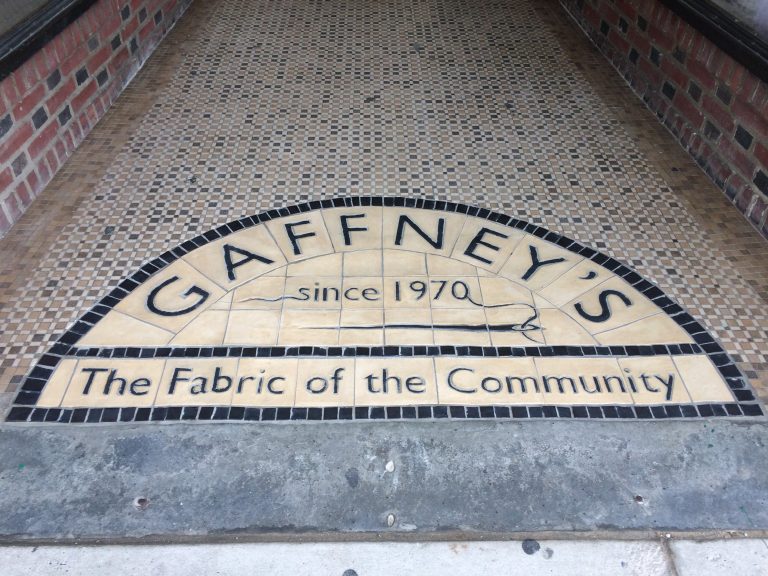 GAFFNEY'S
since 1970
The Fabric of the Community